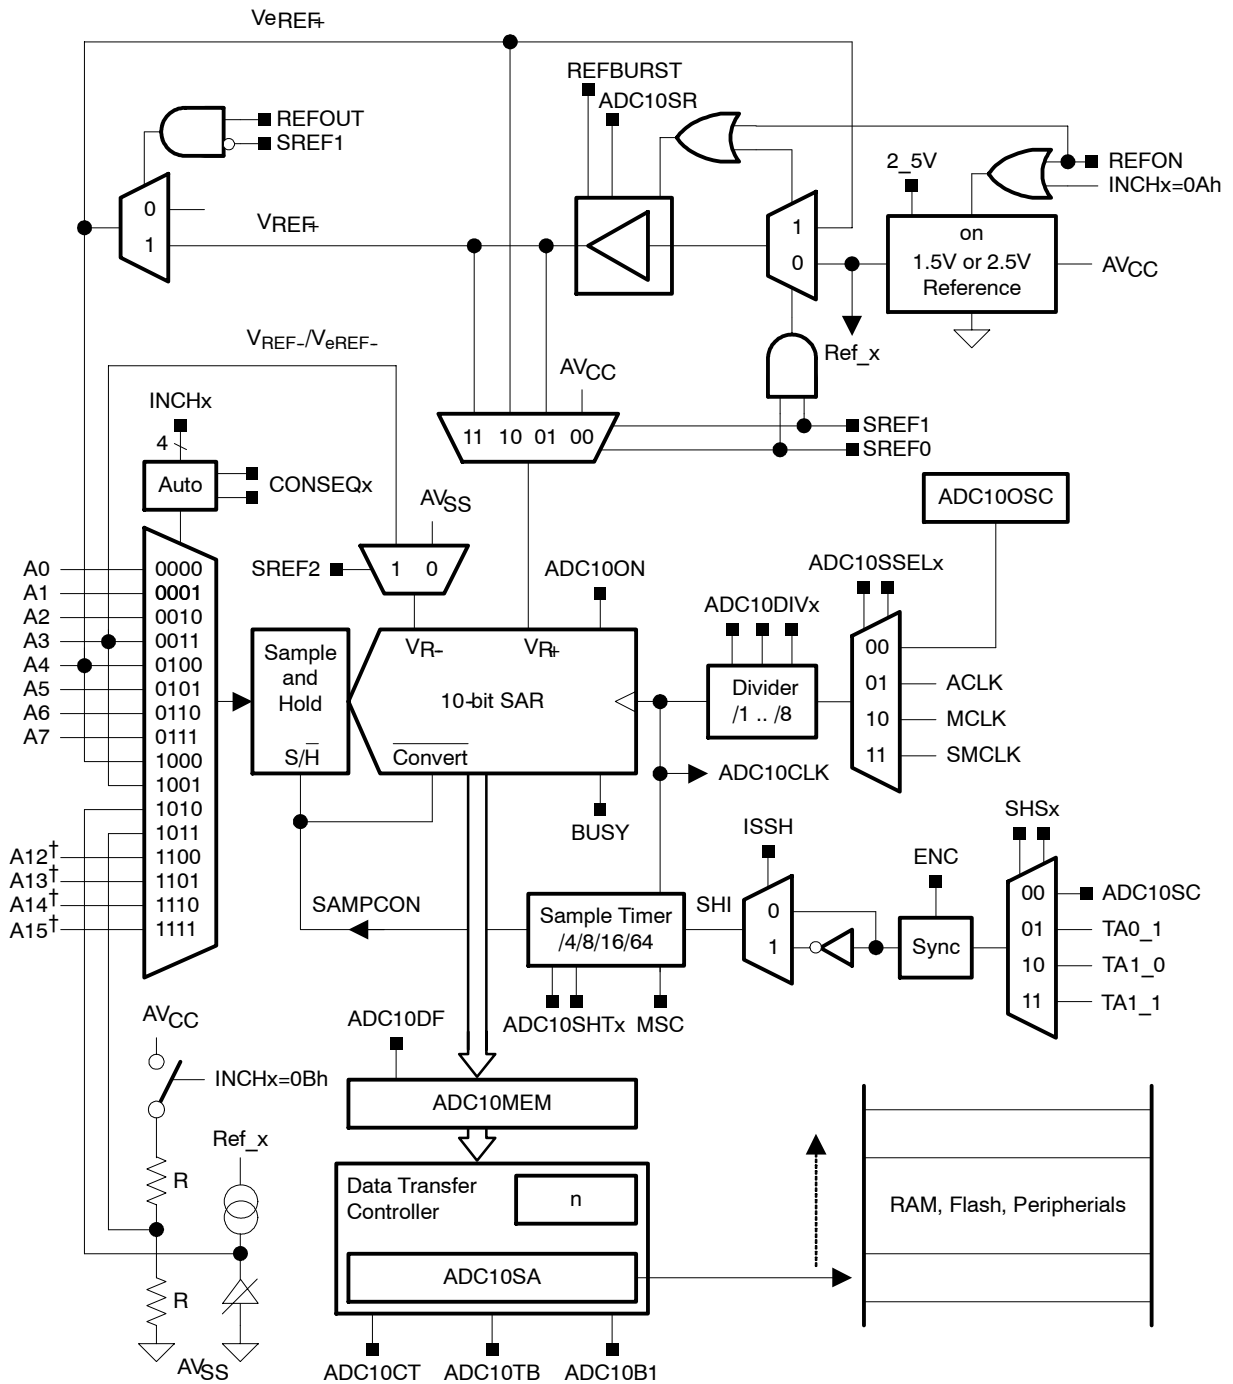 VeREF+
REFBURST
ADC10SR
REFOUT
SREF1
2_5V
REFON
INCHx=0Ah
0
1
VREF+
1
0
on
1.5V or 2.5V
Reference
AVCC
VREF-/VeREF-
Ref_x
AVCC
INCHx
4
11 10 01 00
SREF1
SREF0
Auto
CONSEQx
AVSS
ADC10OSC
SREF2
1 0
ADC10ON
ADC10SSELx
ADC10DIVx
A0
A1
A2
A3
A4
A5
A6
A7
A12†
A13†
A14†
A15†
0000
0001
0010
0011
0100
0101
0110
0111
1000
1001
1010
1011
1100
1101
1110
1111
Sample
and
Hold
S/H
VR-
VR+
10-bit SAR
Convert
Divider
/1 .. /8
00
01
10
11
ACLK
MCLK
SMCLK
ADC10CLK
BUSY
ISSH
SHSx
ENC
SAMPCON
Sample Timer
/4/8/16/64
SHI
0
1
Sync
00
01
10
11
ADC10SC
TA0_1
TA1_0
TA1_1
ADC10SHTx
MSC
AVCC
ADC10DF
INCHx=0Bh
ADC10MEM
Ref_x
R
Data Transfer
Controller
n
RAM, Flash, Peripherials
ADC10SA
R
AVSS
ADC10CT
ADC10TB
ADC10B1